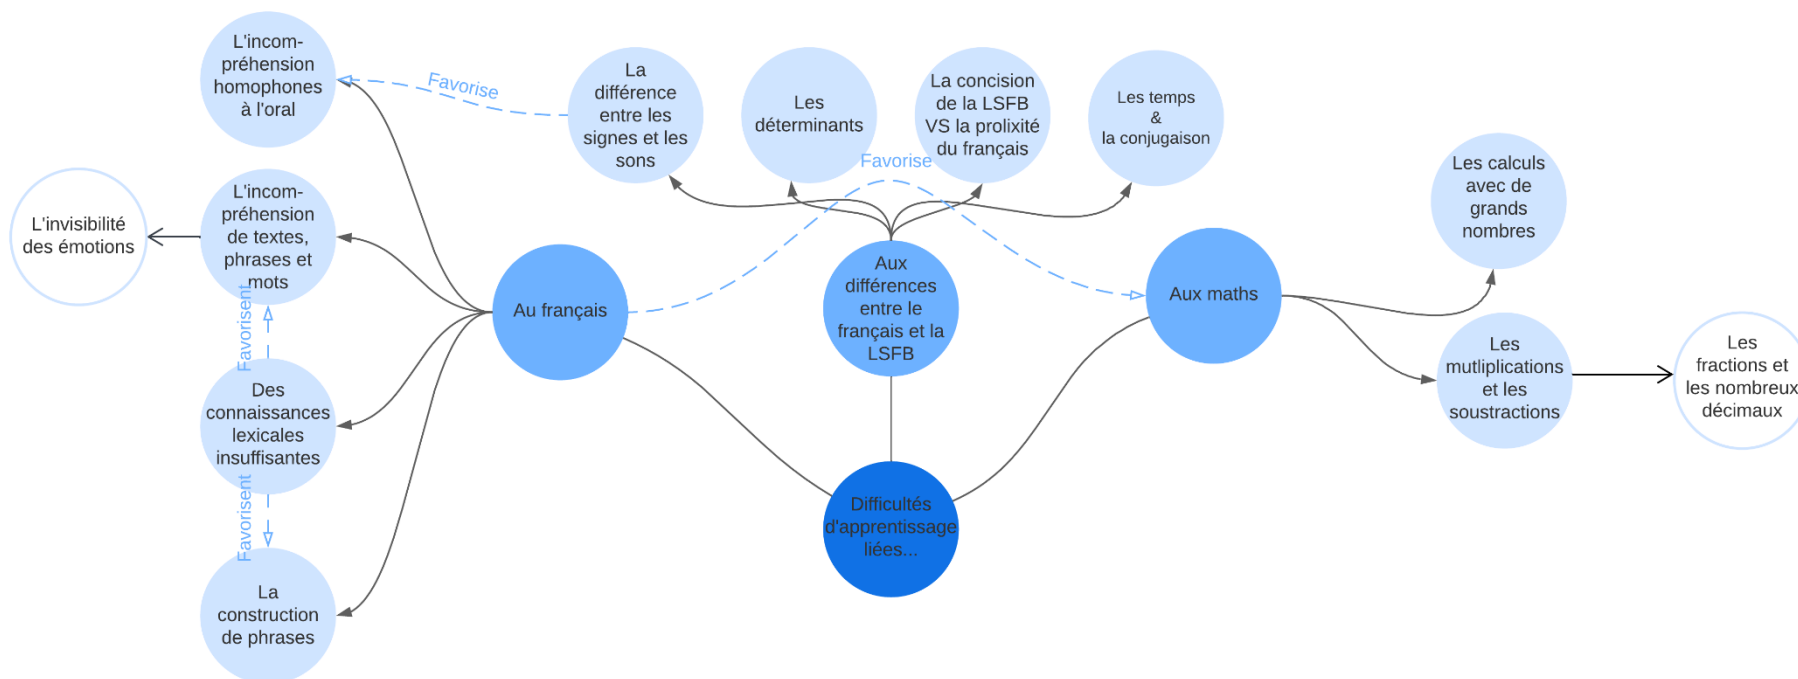 L'incom-
préhension
homophones
à l'oral
Favorise
La
différence
entre les
signes et les
sons
Les
déterminants
La concision
de la LSFB
VS la prolixité
du français
Les temps
&
la conjugaison
Favorise
Les calculs
avec de
grands
nombres
L'invisibilité
des émotions
L'incom-
préhension
de textes,
phrases et
mots
Favorisent
Au français
Aux
différences
entre le
français et la
LSFB
Aux maths
Les
mutliplications
et les
soustractions
Les
fractions et
les nombreux
décimaux
Des
connaissances
lexicales
insuffisantes
Favorisent
La
construction
de phrases
Difficultés
d'apprentissage
liées...